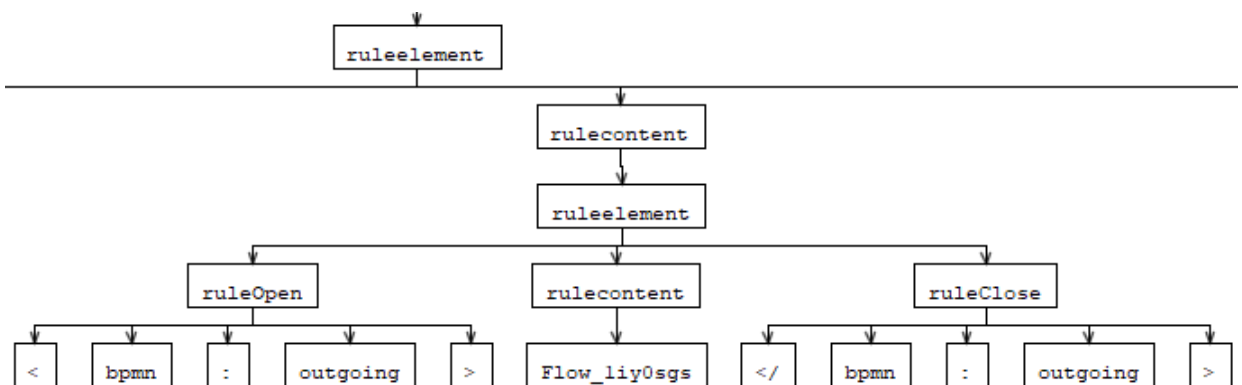 ruleelement
rulecontent
ruleelement
ruleOpen rulecontent ruleClose
< bpmn : outgoing > Flow_1iy0sgs </ bpmn : outgoing >